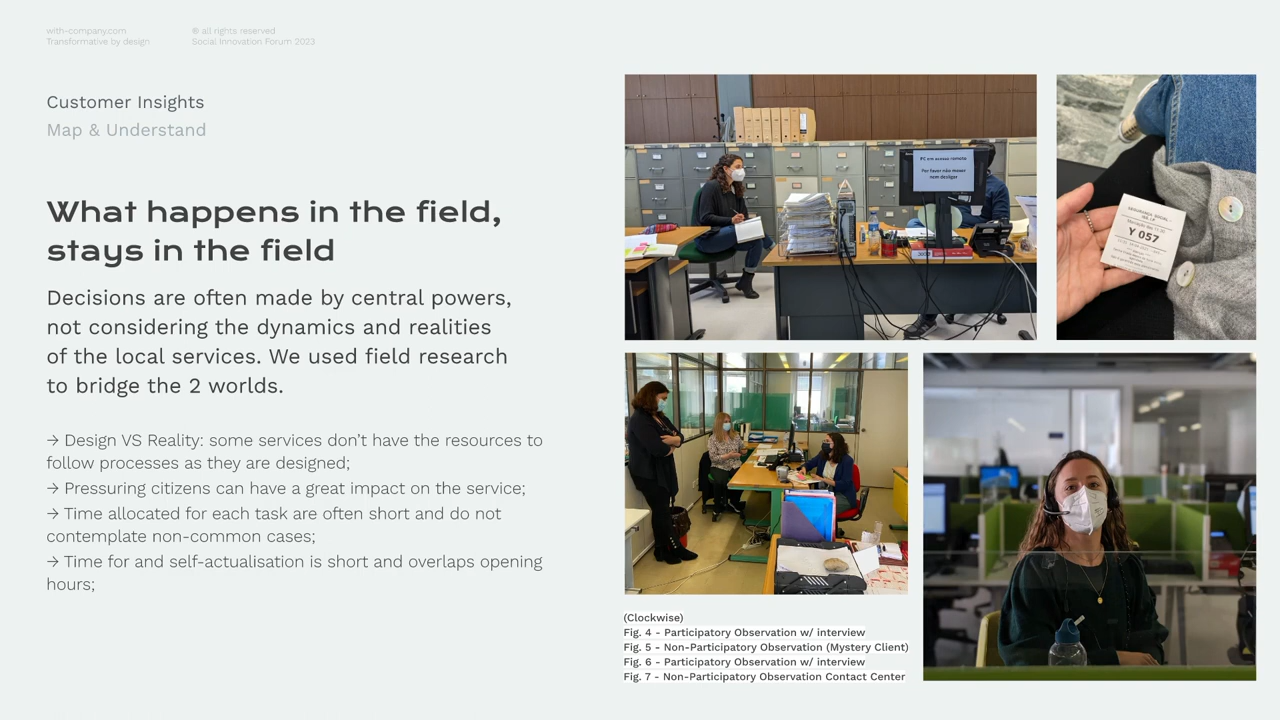 with-company.com
Transformative by design
® all rights reserved
Social Innovation Forum 2023
Customer Insights
Map & Understand
What happens in the field,
stays in the field
Decisions are often made by central powers,
not considering the dynamics and realities
of the local services. We used field research
to bridge the 2 worlds.
→ Design VS Reality: some services don't have the resources to
follow processes as they are designed;
→ Pressuring citizens can have a great impact on the service;
→ Time allocated for each task are often short and do not
contemplate non-common cases;
→ Time for and self-actualisation is short and overlaps opening
hours;
PC em acesso remoto
Por favor não mexer
nem desligar
SEGURANÇA SOCIAL -
Y 057
(Clockwise)
Fig. 4 - Participatory Observation w/ interview
Fig. 5 - Non-Participatory Observation (Mystery Client)
Fig. 6 - Participatory Observation w/ interview
Fig. 7 - Non-Participatory Observation Contact Center